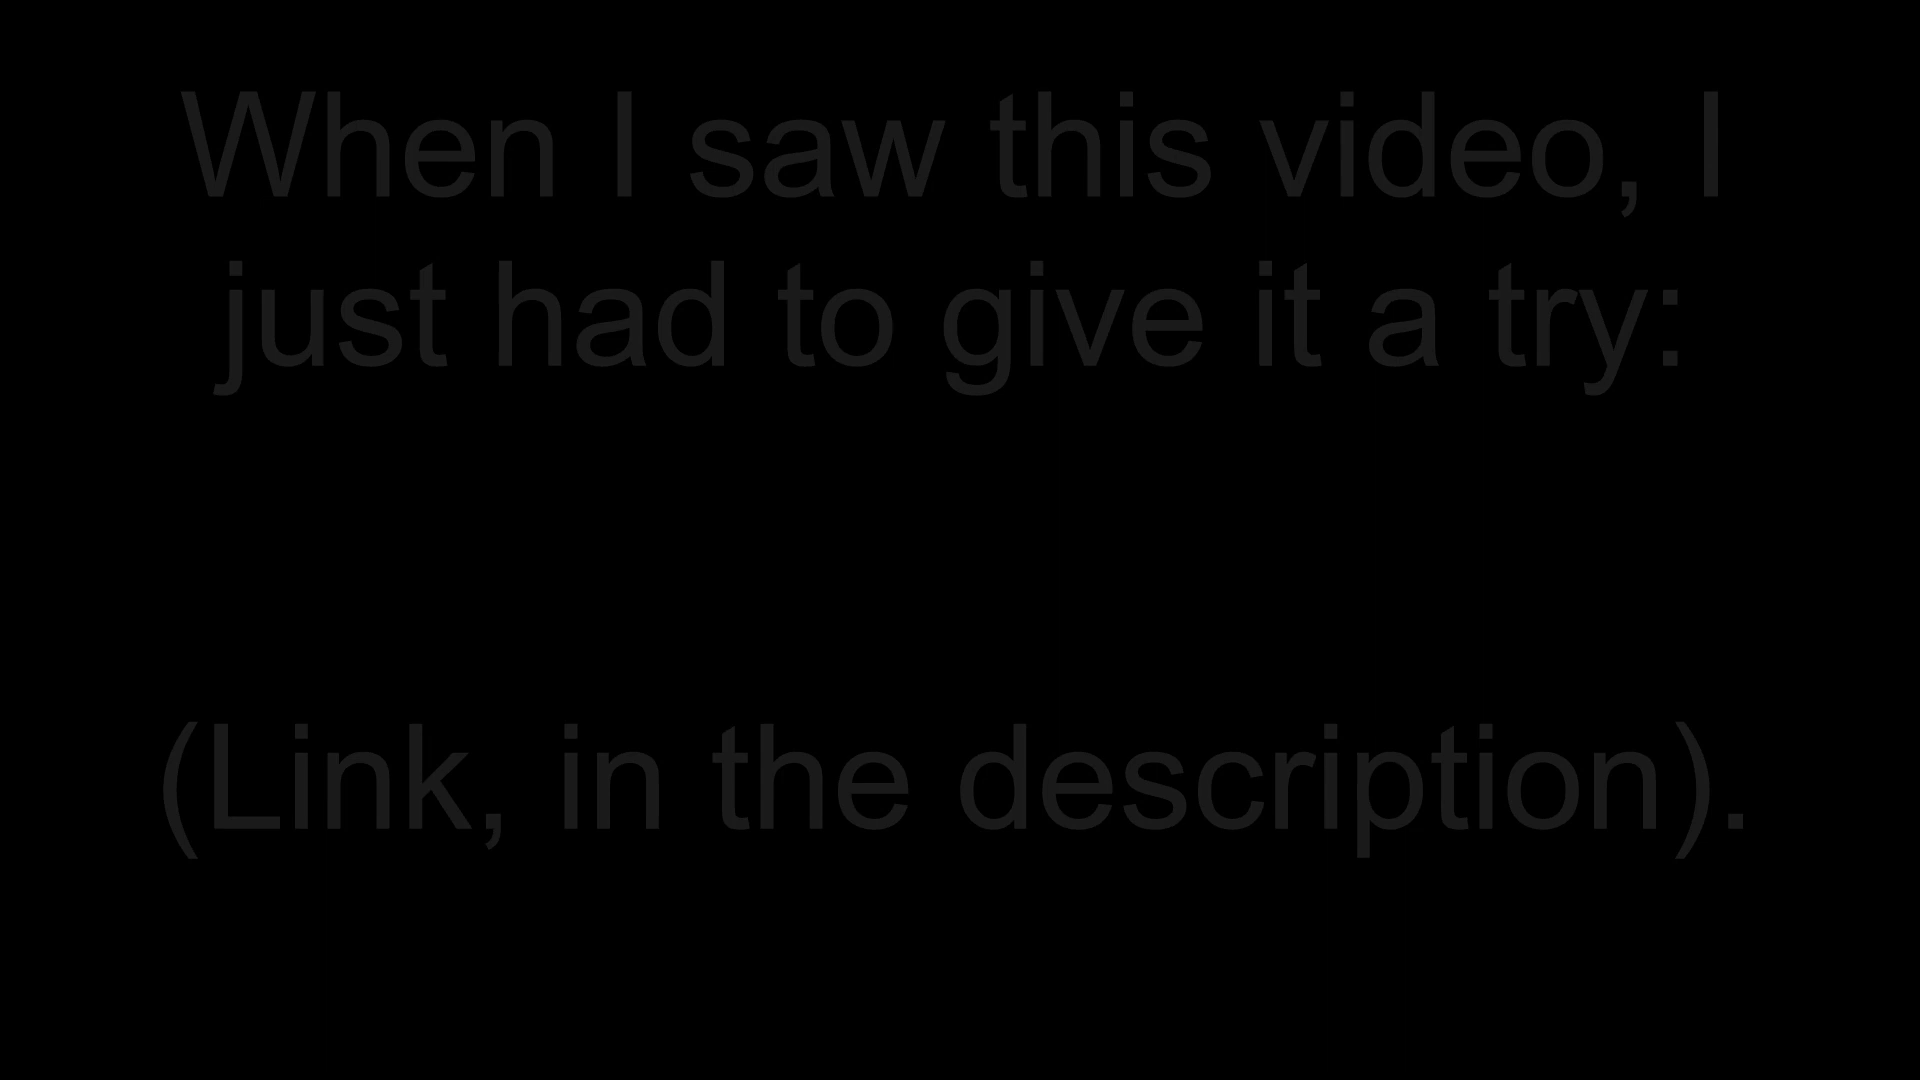 When I saw this video, I
just had to give it a try:
(Link, in the description).